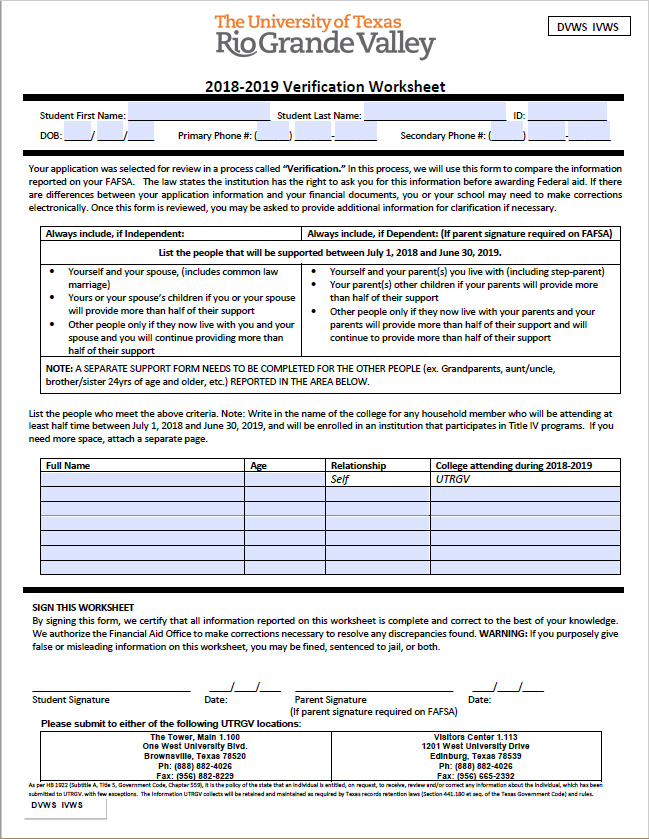 The University of Texas
Rio Grande Valley
DVWS IVWS
2018-2019 Verification Worksheet
Student First Name: Student Last Name: ID:
DOB: ____/ ____/____ Primary Phone #: (_____) _____-______ Secondary Phone #: (_____) _____-______
Your application was selected for review in a process called “Verification.” In this process, we will use this form to compare the information
reported on your FAFSA. The law states the institution has the right to ask you for this information before awarding Federal aid. If there
are differences between your application information and your financial documents, you or your school may need to make corrections
electronically. Once this form is reviewed, you may be asked to provide additional information for clarification if necessary.
Always include, if Independent: Always include, if Dependent: (If parent signature required on FAFSA)
List the people that will be supported between July 1, 2018 and June 30, 2019.
• Yourself and your spouse, (includes common law
marriage)
• Yours or your spouse’s children if you or your spouse
will provide more than half of their support
• Other people only if they now live with you and your
spouse and you will continue providing more than
half of their support
• Yourself and your parent(s) you live with (including step-parent)
• Your parent(s) other children if your parents will provide more
than half of their support
• Other people only if they now live with your parents and your
parents will provide more than half of their support and will
continue to provide more than half of their support
NOTE: A SEPARATE SUPPORT FORM NEEDS TO BE COMPLETED FOR THE OTHER PEOPLE (ex. Grandparents, aunt/uncle,
brother/sister 24yrs of age and older, etc.) REPORTED IN THE AREA BELOW.
List the people who meet the above criteria. Note: Write in the name of the college for any household member who will be attending at
least half time between July 1, 2018 and June 30, 2019, and will be enrolled in an institution that participates in Title IV programs. If you
need more space, attach a separate page.
Full Name Age Relationship College attending during 2018-2019
Self UTRGV
SIGN THIS WORKSHEET
By signing this form, we certify that all information reported on this worksheet is complete and correct to the best of your knowledge.
We authorize the Financial Aid Office to make corrections necessary to resolve any discrepancies found. WARNING: If you purposely give
false or misleading information on this worksheet, you may be fined, sentenced to jail, or both.
____/____/____ ____/____/____
Student Signature Date: Parent Signature Date:
(If parent signature required on FAFSA)
Please submit to either of the following UTRGV locations:
The Tower, Main 1.100
One West University Blvd.
Brownsville, Texas 78520
Ph: (888) 882-4026
Fax: (956) 882-8229
Visitors Center 1.113
1201 West University Drive
Edinburg, Texas 78539
Ph: (888) 882-4026
Fax: (956) 665-2392
As per HB 1922 (Subtitle A, Title 5, Government Code, Chapter 559), it is the policy of the state that an individual is entitled, on request, to receive, review and/or correct any information about the individual, which has been
submitted to UTRGV. with few exceptions. The information UTRGV collects will be retained and maintained as required by Texas records retention laws (Section 441.180 et seq. of the Texas Government Code) and rules.
DVWS IVWS